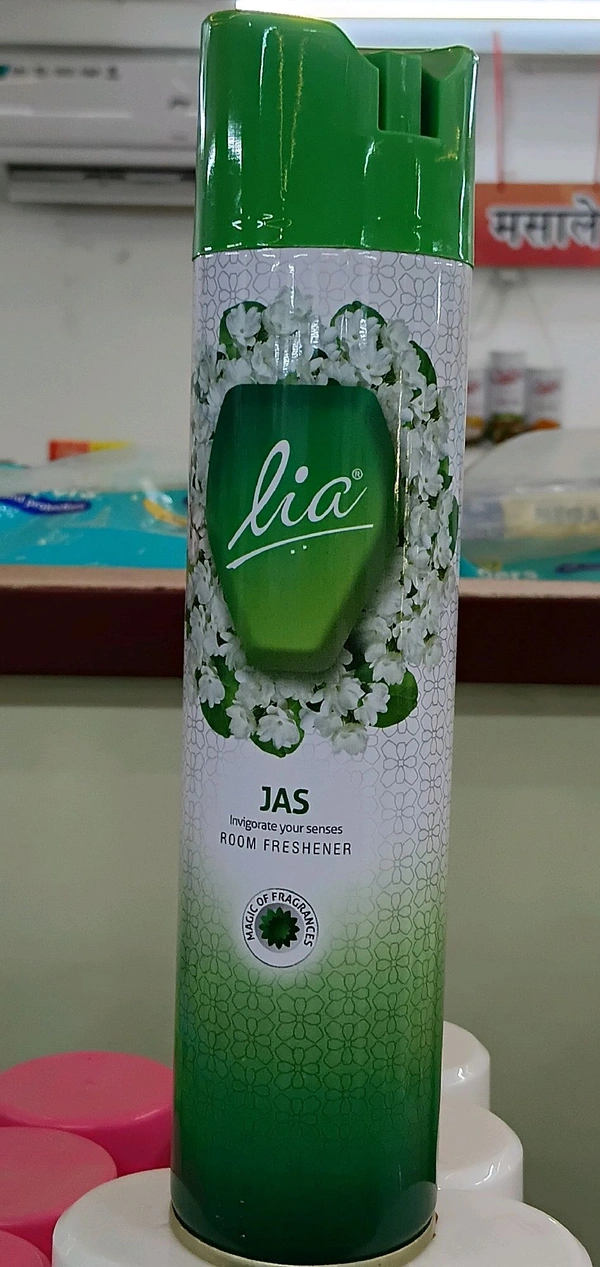 मसाले
lia®
JAS
Invigorate your senses
ROOM FRESHENER
MAGIC OF FRAGRANCES